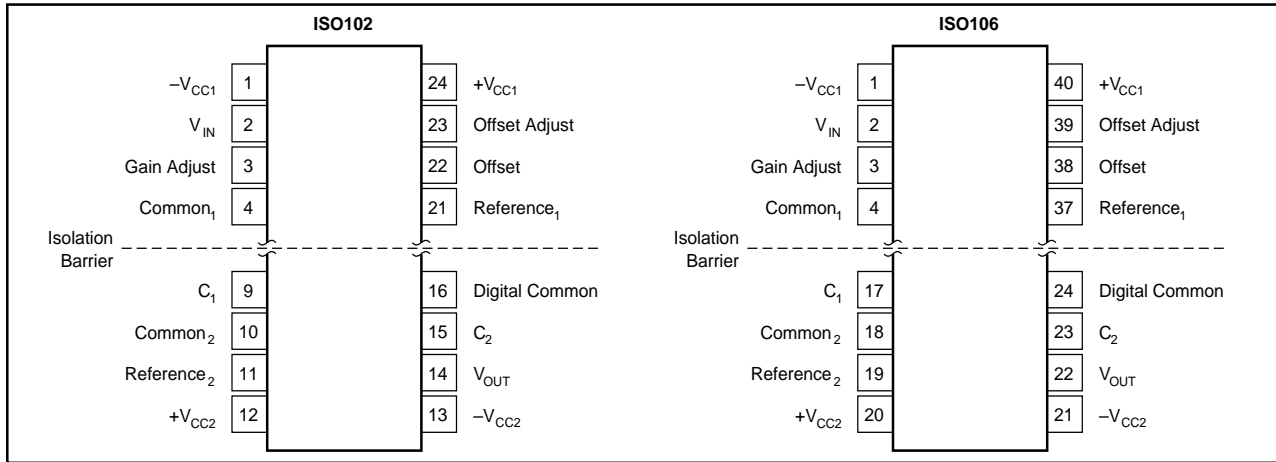 ISO102
–VCC1 1 24 +VCC1
VIN 2 23 Offset Adjust
Gain Adjust 3 22 Offset
Common1 4 21 Reference1
Isolation
Barrier
C1 9 16 Digital Common
Common2 10 15 C2
Reference2 11 14 VOUT
+VCC2 12 13 –VCC2
ISO106
–VCC1 1 40 +VCC1
VIN 2 39 Offset Adjust
Gain Adjust 3 38 Offset
Common1 4 37 Reference1
Isolation
Barrier
C1 17 24 Digital Common
Common2 18 23 C2
Reference2 19 22 VOUT
+VCC2 20 21 –VCC2